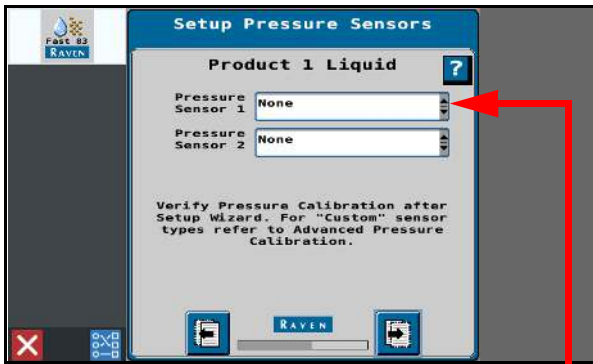 Fast 83
RAVEN
Setup Pressure Sensors
Product 1 Liquid
?
Pressure
Sensor 1
None
Pressure
Sensor 2
None
Verify Pressure Calibration after
Setup Wizard. For "Custom" sensor
types refer to Advanced Pressure
Calibration.
RAVEN